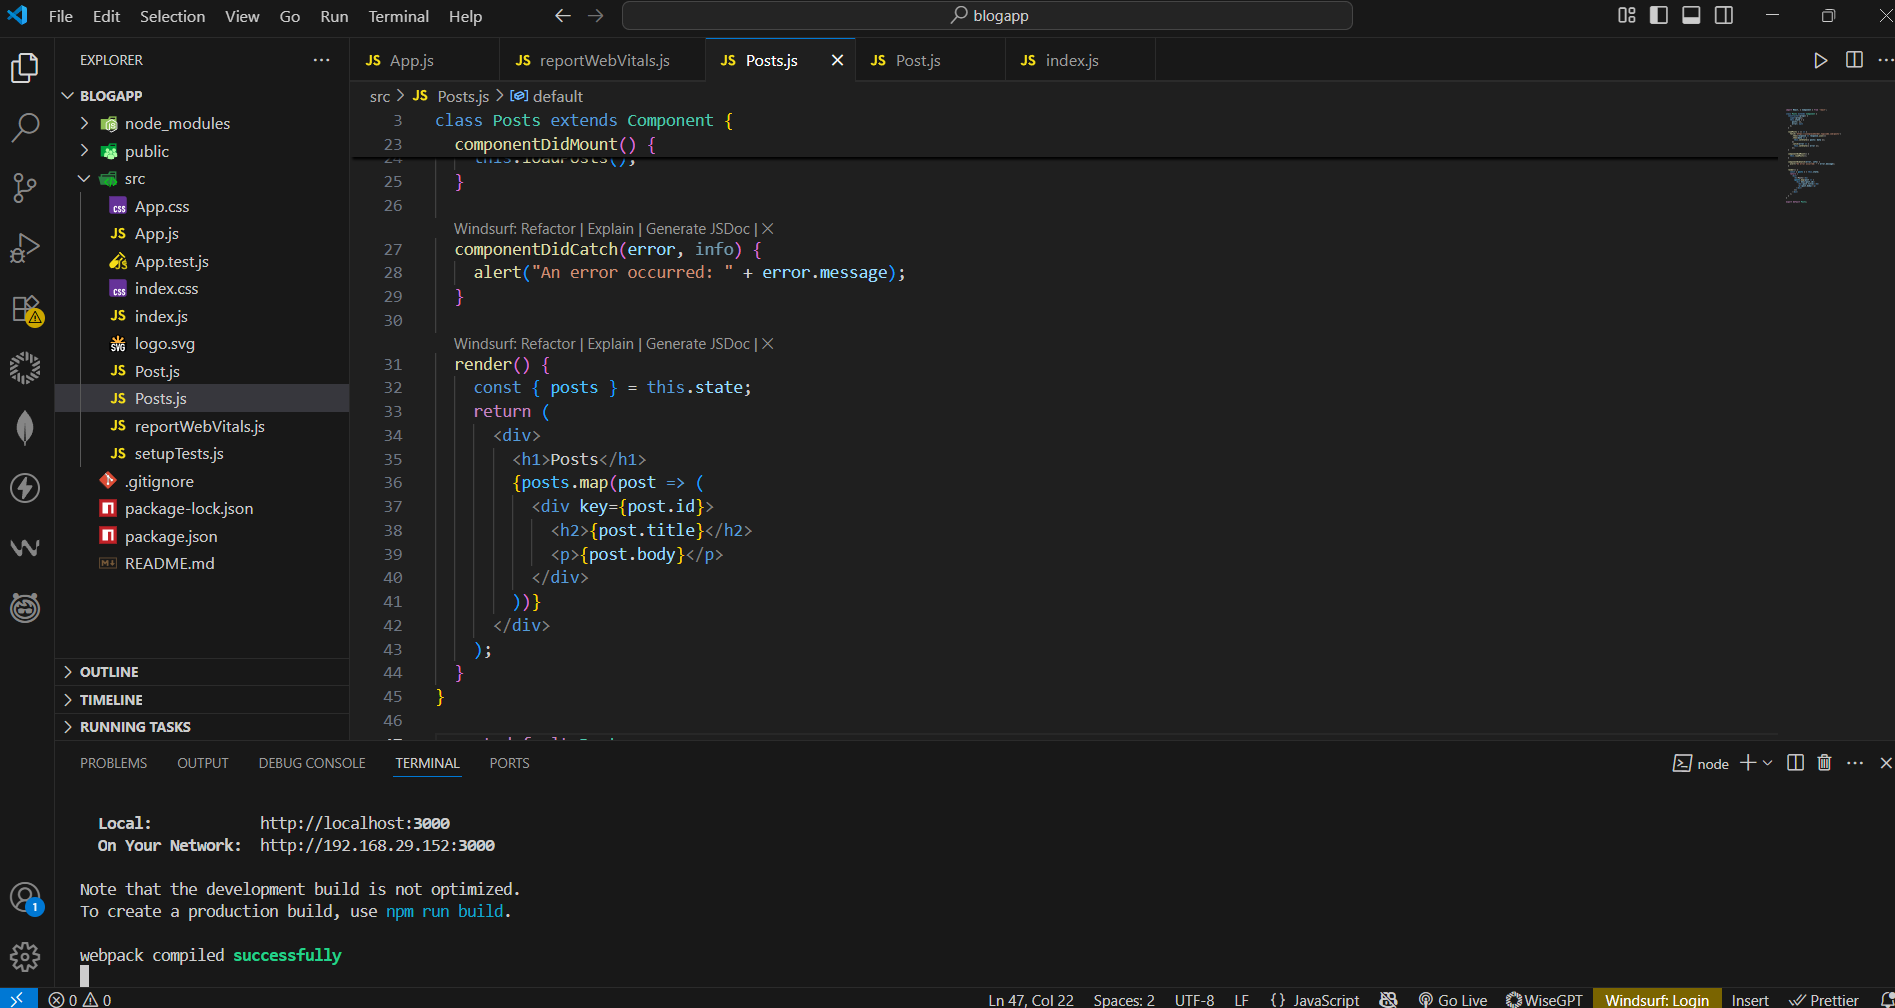 File Edit Selection View Go Run Terminal Help
blogapp
EXPLORER
BLOGAPP
node_modules
public
src
App.css
App.js
App.test.js
index.css
index.js
logo.svg
Post.js
Posts.js
reportWebVitals.js
setupTests.js
.gitignore
package-lock.json
package.json
README.md
OUTLINE
TIMELINE
RUNNING TASKS
JS App.js
JS reportWebVitals.js
JS Posts.js
JS Post.js
JS index.js
src > JS Posts.js > default
3 class Posts extends Component {
23 componentDidMount() {
24 this.loadPosts();
25 }
26
Windsurf: Refactor | Explain | Generate JSDoc | X
27 componentDidCatch(error, info) {
28 alert("An error occurred: " + error.message);
29 }
30
Windsurf: Refactor | Explain | Generate JSDoc | X
31 render() {
32 const { posts } = this.state;
33 return (
34 <div>
35 <h1>Posts</h1>
36 {posts.map(post => (
37 <div key={post.id}>
38 <h2>{post.title}</h2>
39 <p>{post.body}</p>
40 </div>
41 ))}
42 </div>
43 );
44 }
45 }
46
PROBLEMS OUTPUT DEBUG CONSOLE TERMINAL PORTS
node
Local: http://localhost:3000
On Your Network: http://192.168.29.152:3000
Note that the development build is not optimized.
To create a production build, use npm run build.
webpack compiled successfully
0 0
Ln 47, Col 22 Spaces: 2 UTF-8 LF {} JavaScript Go Live WiseGPT Windsurf: Login Insert Prettier